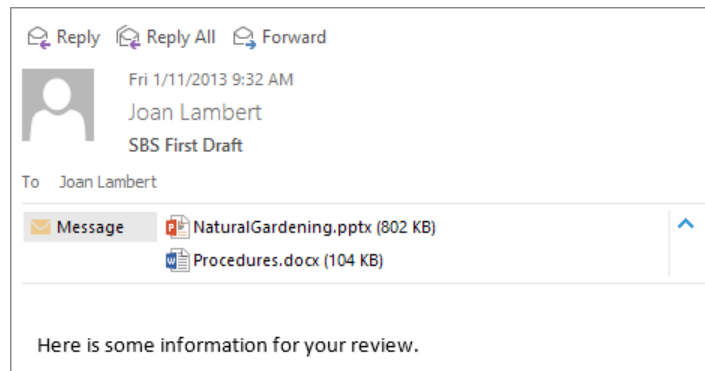 Reply Reply All Forward
Fri 1/11/2013 9:32 AM
Joan Lambert
SBS First Draft
To Joan Lambert
Message NaturalGardening.pptx (802 KB)
Procedures.docx (104 KB)
Here is some information for your review.